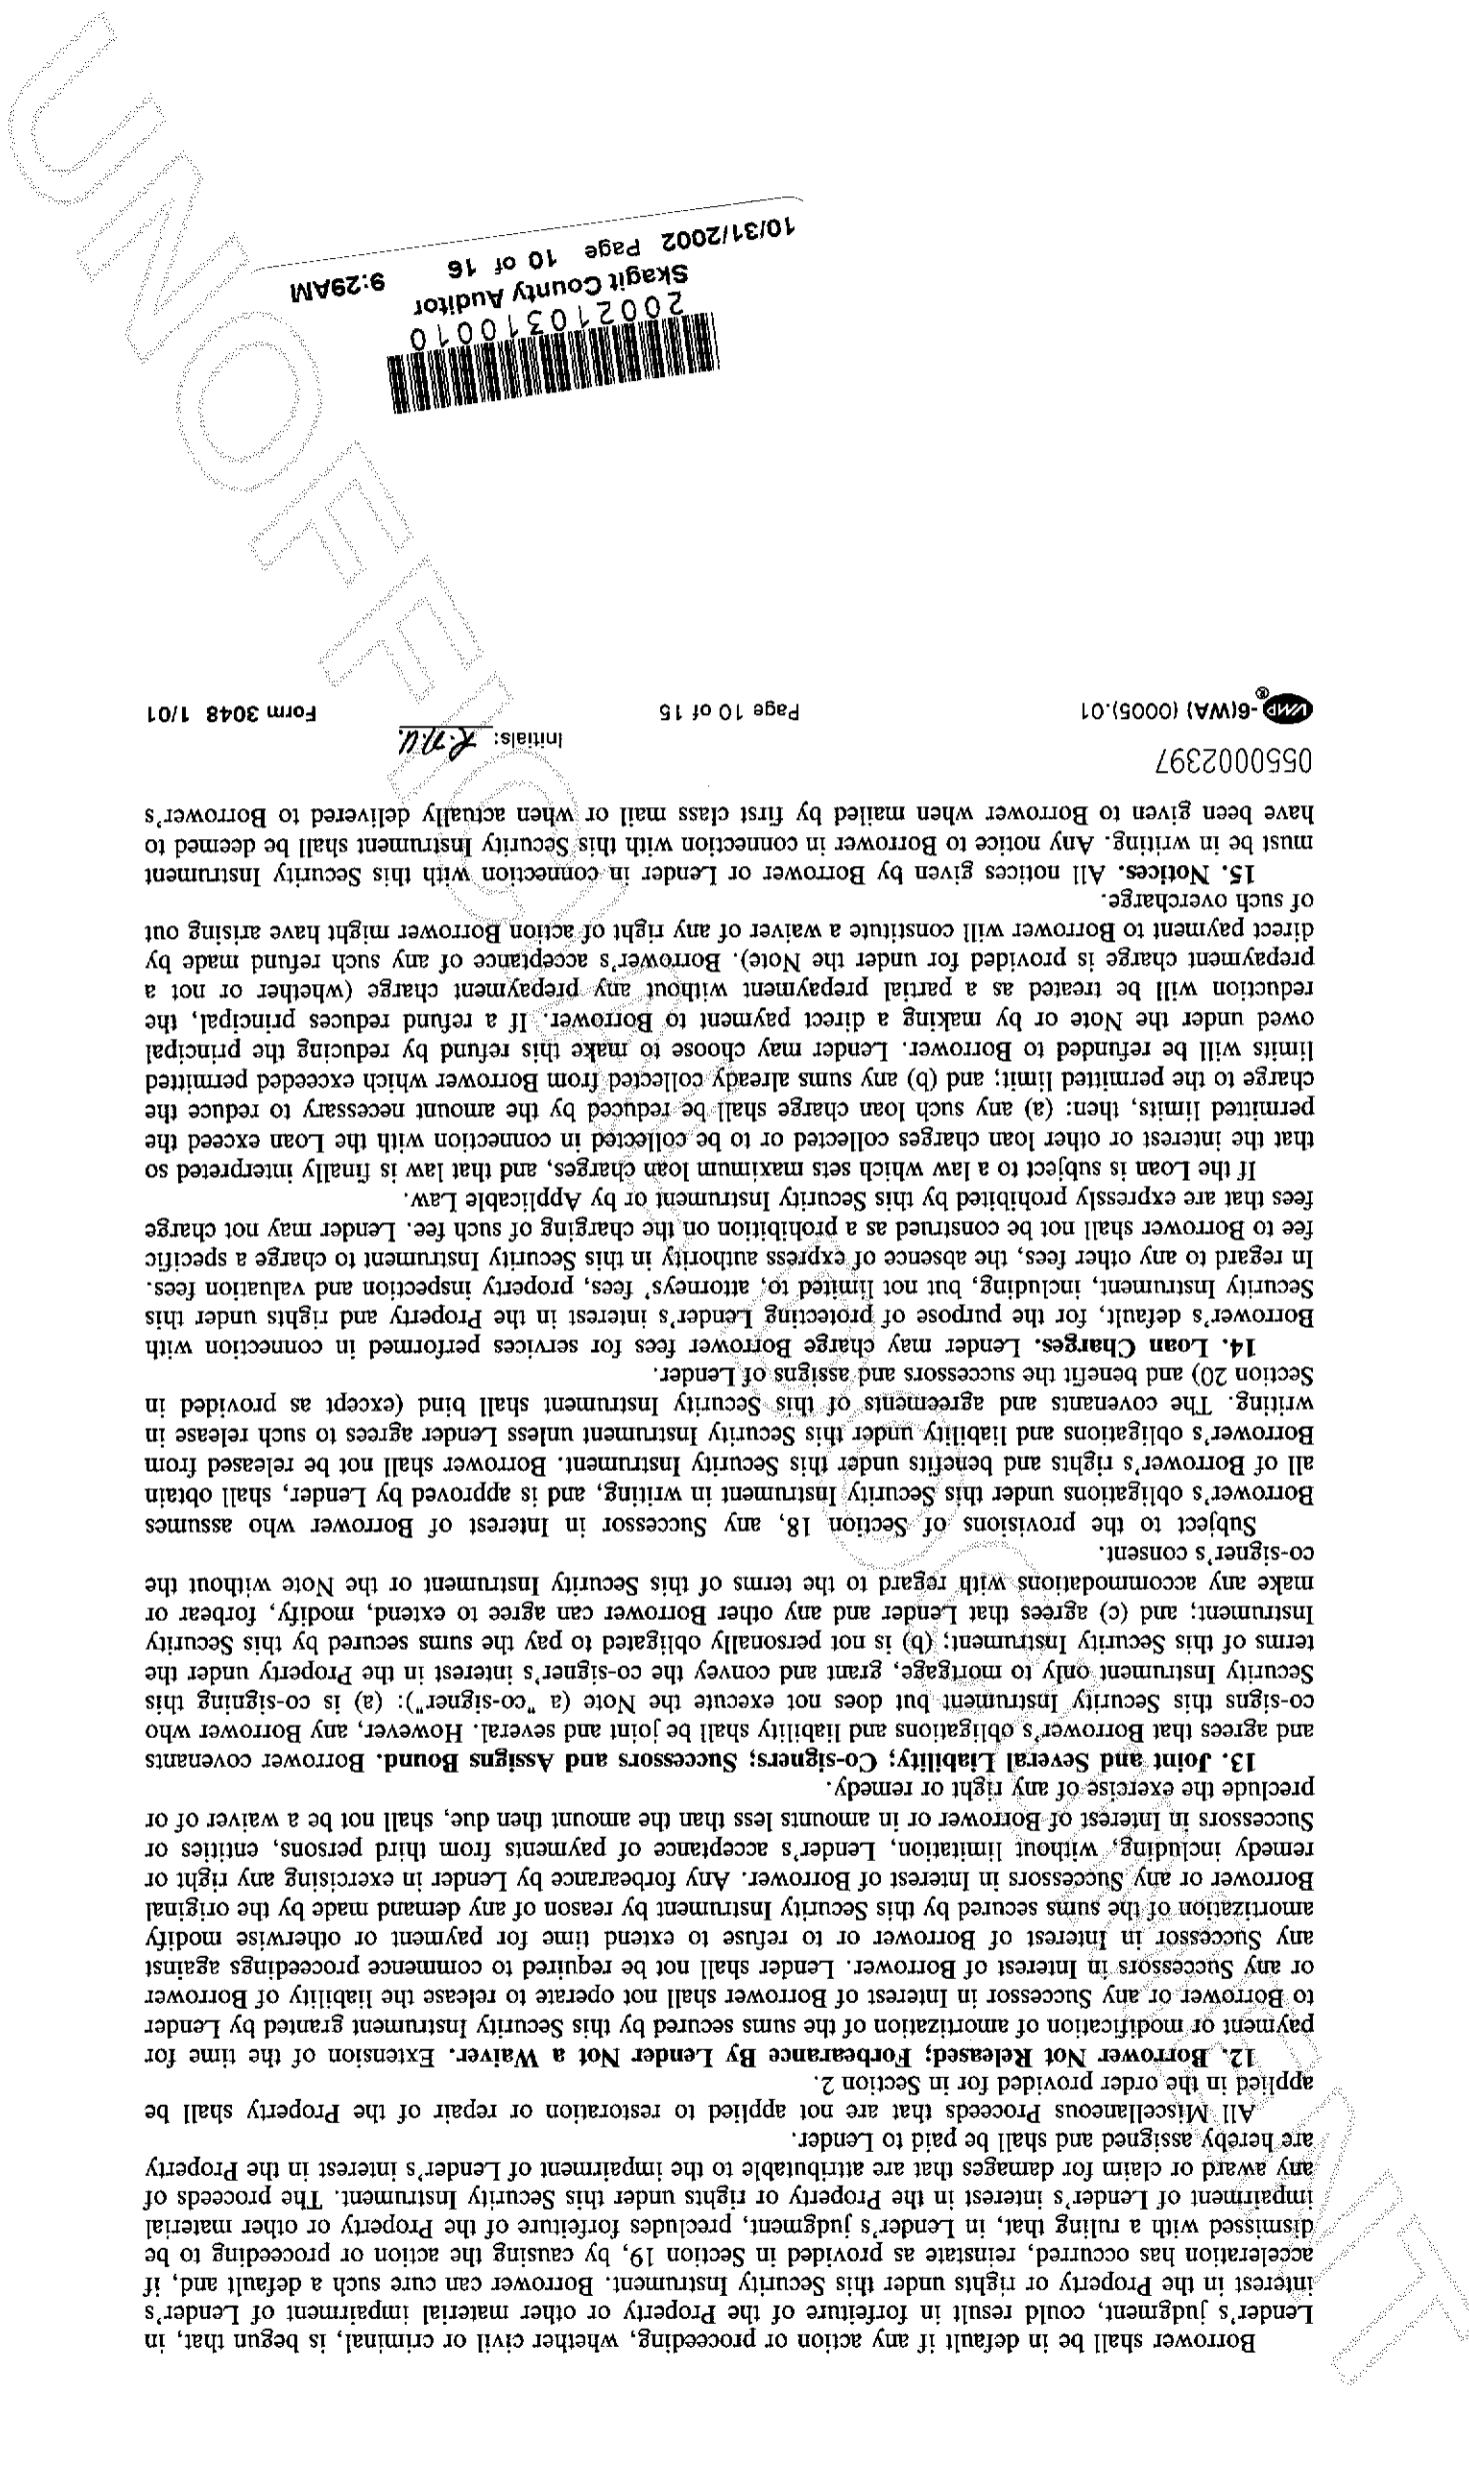 Borrower shall be in default if any action or proceeding, whether civil or criminal, is begun that, in
Lender's judgment, could result in forfeiture of the Property or other material impairment of Lender's
interest in the Property or rights under this Security Instrument. Borrower can cure such a default and, if
acceleration has occurred, reinstate as provided in Section 19, by causing the action or proceeding to be
dismissed with a ruling that, in Lender's judgment, precludes forfeiture of the Property or other material
impairment of Lender's interest in the Property or rights under this Security Instrument. The proceeds of
any award or claim for damages that are attributable to the impairment of Lender's interest in the Property
are hereby assigned and shall be paid to Lender.
All Miscellaneous Proceeds that are not applied to restoration or repair of the Property shall be
applied in the order provided for in Section 2.
12. Borrower Not Released; Forbearance By Lender Not a Waiver. Extension of the time for
payment or modification of amortization of the sums secured by this Security Instrument granted by Lender
to Borrower or any Successor in Interest of Borrower shall not operate to release the liability of Borrower
or any Successors in Interest of Borrower. Lender shall not be required to commence proceedings against
any Successor in Interest of Borrower or to refuse to extend time for payment or otherwise modify
amortization of the sums secured by this Security Instrument by reason of any demand made by the original
Borrower or any Successors in Interest of Borrower. Any forbearance by Lender in exercising any right or
remedy including, without limitation, Lender's acceptance of payments from third persons, entities or
Successors in Interest of Borrower or in amounts less than the amount then due, shall not be a waiver of or
preclude the exercise of any right or remedy.
13. Joint and Several Liability; Co-signers; Successors and Assigns Bound. Borrower covenants
and agrees that Borrower's obligations and liability shall be joint and several. However, any Borrower who
co-signs this Security Instrument but does not execute the Note (a "co-signer"): (a) is co-signing this
Security Instrument only to mortgage, grant and convey the co-signer's interest in the Property under the
terms of this Security Instrument; (b) is not personally obligated to pay the sums secured by this Security
Instrument; and (c) agrees that Lender and any other Borrower can agree to extend, modify, forbear or
make any accommodations with regard to the terms of this Security Instrument or the Note without the
co-signer's consent.
Subject to the provisions of Section 18, any Successor in Interest of Borrower who assumes
Borrower's obligations under this Security Instrument in writing, and is approved by Lender, shall obtain
all of Borrower's rights and benefits under this Security Instrument. Borrower shall not be released from
Borrower's obligations and liability under this Security Instrument unless Lender agrees to such release in
writing. The covenants and agreements of this Security Instrument shall bind (except as provided in
Section 20) and benefit the successors and assigns of Lender.
14. Loan Charges. Lender may charge Borrower fees for services performed in connection with
Borrower's default, for the purpose of protecting Lender's interest in the Property and rights under this
Security Instrument, including, but not limited to, attorneys' fees, property inspection and valuation fees.
In regard to any other fees, the absence of express authority in this Security Instrument to charge a specific
fee to Borrower shall not be construed as a prohibition on the charging of such fee. Lender may not charge
fees that are expressly prohibited by this Security Instrument or by Applicable Law.
If the Loan is subject to a law which sets maximum loan charges, and that law is finally interpreted so
that the interest or other loan charges collected or to be collected in connection with the Loan exceed the
permitted limits, then: (a) any such loan charge shall be reduced by the amount necessary to reduce the
charge to the permitted limit; and (b) any sums already collected from Borrower which exceeded permitted
limits will be refunded to Borrower. Lender may choose to make this refund by reducing the principal
owed under the Note or by making a direct payment to Borrower. If a refund reduces principal, the
reduction will be treated as a partial prepayment without any prepayment charge (whether or not a
prepayment charge is provided for under the Note). Borrower's acceptance of any such refund made by
direct payment to Borrower will constitute a waiver of any right of action Borrower might have arising out
of such overcharge.
15. Notices. All notices given by Borrower or Lender in connection with this Security Instrument
must be in writing. Any notice to Borrower in connection with this Security Instrument shall be deemed to
have been given to Borrower when mailed by first class mail or when actually delivered to Borrower's
0550002397
Initials: R.N.U.
VMP® -6(WA) (0005).01 Page 10 of 15 Form 3048 1/01
200210310010
Skagit County Auditor
10/31/2002 Page 10 of 16 9:29AM
UNOFFICIAL DOCUMENT